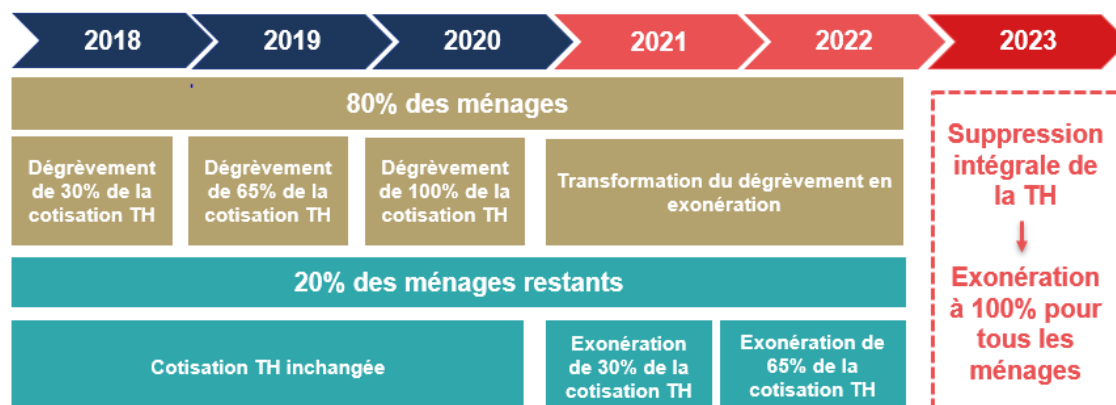 2018 2019 2020 2021 2022 2023
80% des ménages
Dégrèvement
de 30% de la
cotisation TH
Dégrèvement
de 65% de la
cotisation TH
Dégrèvement
de 100% de la
cotisation TH
Transformation du dégrèvement en
exonération
20% des ménages restants
Cotisation TH inchangée
Exonération
de 30% de la
cotisation TH
Exonération de
65% de la
cotisation TH
Suppression
intégrale de
la TH
Exonération
à 100% pour
tous les
ménages